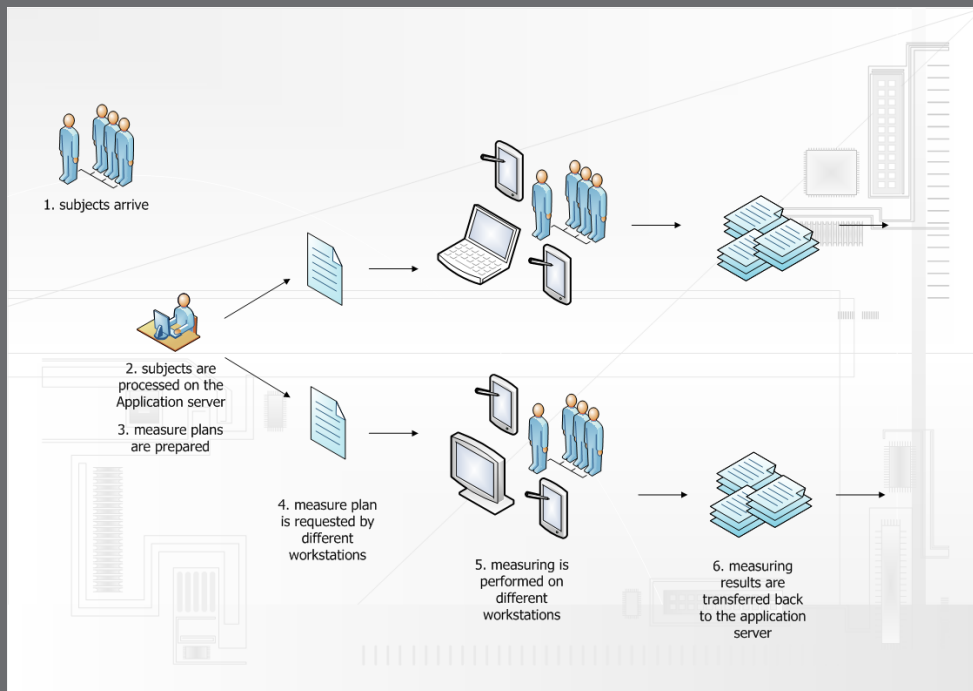 1. subjects arrive
2. subjects are
processed on the
Application server
3. measure plans
are prepared
4. measure plan
is requested by
different
workstations
5. measuring is
performed on
different
workstations
6. measuring
results are
transferred back
to the application
server